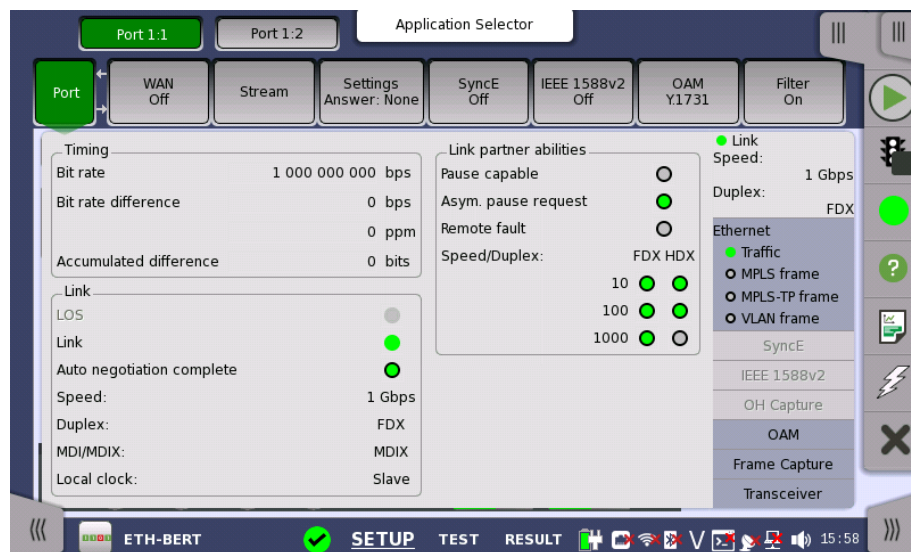 Application Selector
Port 1:1
Port 1:2
Port
WAN
Off
Stream
Settings
Answer: None
SyncE
Off
IEEE 1588v2
Off
OAM
Y.1731
Filter
On
Timing
Bit rate 1 000 000 000 bps
Bit rate difference 0 bps
0 ppm
Accumulated difference 0 bits
Link
LOS
Link
Auto negotiation complete
Speed: 1 Gbps
Duplex: FDX
MDI/MDIX: MDIX
Local clock: Slave
Link partner abilities
Pause capable
Asym. pause request
Remote fault
Speed/Duplex: FDX HDX
10
100
1000
Link
Speed:
1 Gbps
Duplex:
FDX
Ethernet
Traffic
MPLS frame
MPLS-TP frame
VLAN frame
SyncE
IEEE 1588v2
OH Capture
OAM
Frame Capture
Transceiver
ETH-BERT SETUP TEST RESULT V 15:58